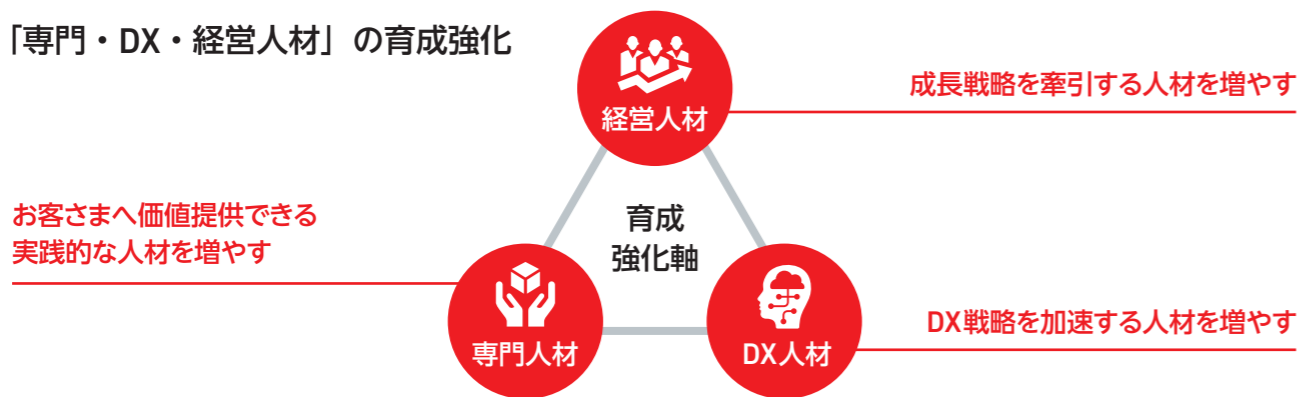 「専門・DX・経営人材」の育成強化
経営人材
成長戦略を牽引する人材を増やす
お客さまへ価値提供できる
実践的な人材を増やす
育成
強化軸
専門人材
DX人材
DX戦略を加速する人材を増やす